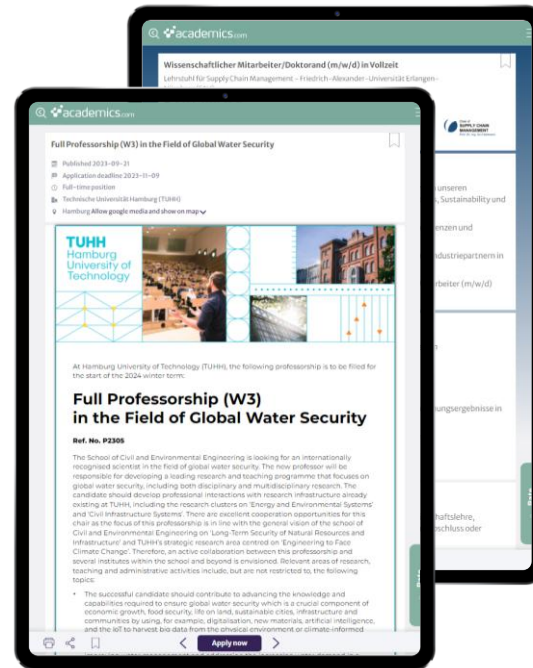 academics.com
Wissenschaftlicher Mitarbeiter/Doktorand (m/w/d) in Vollzeit
Lehrstuhl für Supply Chain Management – Friedrich-Alexander-Universität Erlangen-
SUPPLY CHAIN
MANAGEMENT
unseren
, Sustainability und
enzen und
ndustriepartnern in
rbeiter (m/w/d)
ungsergebnisse in
haftslehre,
oschluss oder
academics.com
Full Professorship (W3) in the Field of Global Water Security
Published 2023-09-21
Application deadline 2023-11-09
Full-time position
Technische Universität Hamburg (TUHH)
Hamburg Allow google media and show on map
TUHH
Hamburg
University of
Technology
At Hamburg University of Technology (TUHH), the following professorship is to be filled for
the start of the 2024 winter term:
Full Professorship (W3)
in the Field of Global Water Security
Ref. No. P2305
The School of Civil and Environmental Engineering is looking for an internationally
recognised scientist in the field of global water security. The new professor will be
responsible for developing a leading research and teaching programme that focuses on
global water security, including both disciplinary and multidisciplinary research. The
candidate should develop professional interactions with research infrastructure already
existing at TUHH, including the research clusters on 'Energy and Environmental Systems'
and 'Civil Infrastructure Systems'. There are excellent cooperation opportunities for this
chair as the focus of this professorship is in line with the general vision of the school of
Civil and Environmental Engineering on 'Long-Term Security of Natural Resources and
Infrastructure' and TUHH's strategic research area centred on 'Engineering to Face
Climate Change'. Therefore, an active collaboration between this professorship and
several institutes within the school and beyond is envisioned. Relevant areas of research,
teaching and administrative activities include, but are not restricted to, the following
topics:
• The successful candidate should contribute to advancing the knowledge and
capabilities required to ensure global water security which is a crucial component of
economic growth, food security, life on land, sustainable cities, infrastructure and
communities by using, for example, digitalisation, new materials, artificial intelligence,
and the IoT to harvest big data from the physical environment or climate-informed
Apply now